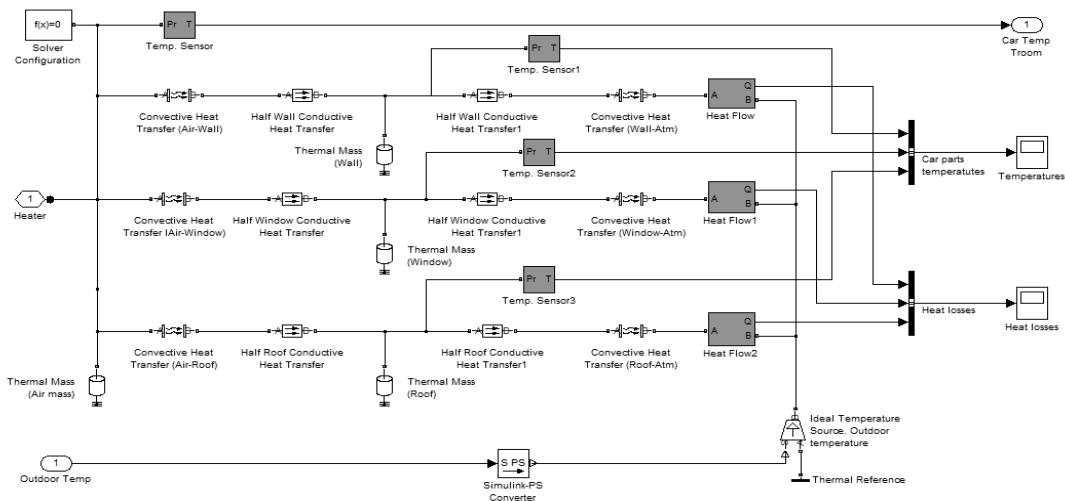 f(x)=0
Solver
Configuration
Pr T
Temp. Sensor
1
Car Temp
Troom
Pr T
Temp. Sensor1
A
Convective Heat
Transfer (Air-Wall)
A
Half Wall Conductive
Heat Transfer
Thermal Mass
(Wall)
A
Half Wall Conductive
Heat Transfer1
A
Convective Heat
Transfer (Wall-Atm)
A Q
B
Heat Flow
Pr T
Temp. Sensor2
Car parts
temperatutes
Temperatures
1
Heater
A
Convective Heat
Transfer IAir-Window)
A
Half Window Conductive
Heat Transfer
Thermal Mass
(Window)
A
Half Window Conductive
Heat Transfer1
A
Convective Heat
Transfer (Window-Atm)
A Q
B
Heat Flow1
Pr T
Temp. Sensor3
Heat losses
Heat losses
A
Convective Heat
Transfer (Air-Roof)
A
Half Roof Conductive
Heat Transfer
Thermal Mass
(Roof)
A
Half Roof Conductive
Heat Transfer1
A
Convective Heat
Transfer (Roof-Atm)
A Q
B
Heat Flow2
Thermal Mass
(Air mass)
Ideal Temperature
Source. Outdoor
temperature
1
Outdoor Temp
S PS
Simulink-PS
Converter
Thermal Reference